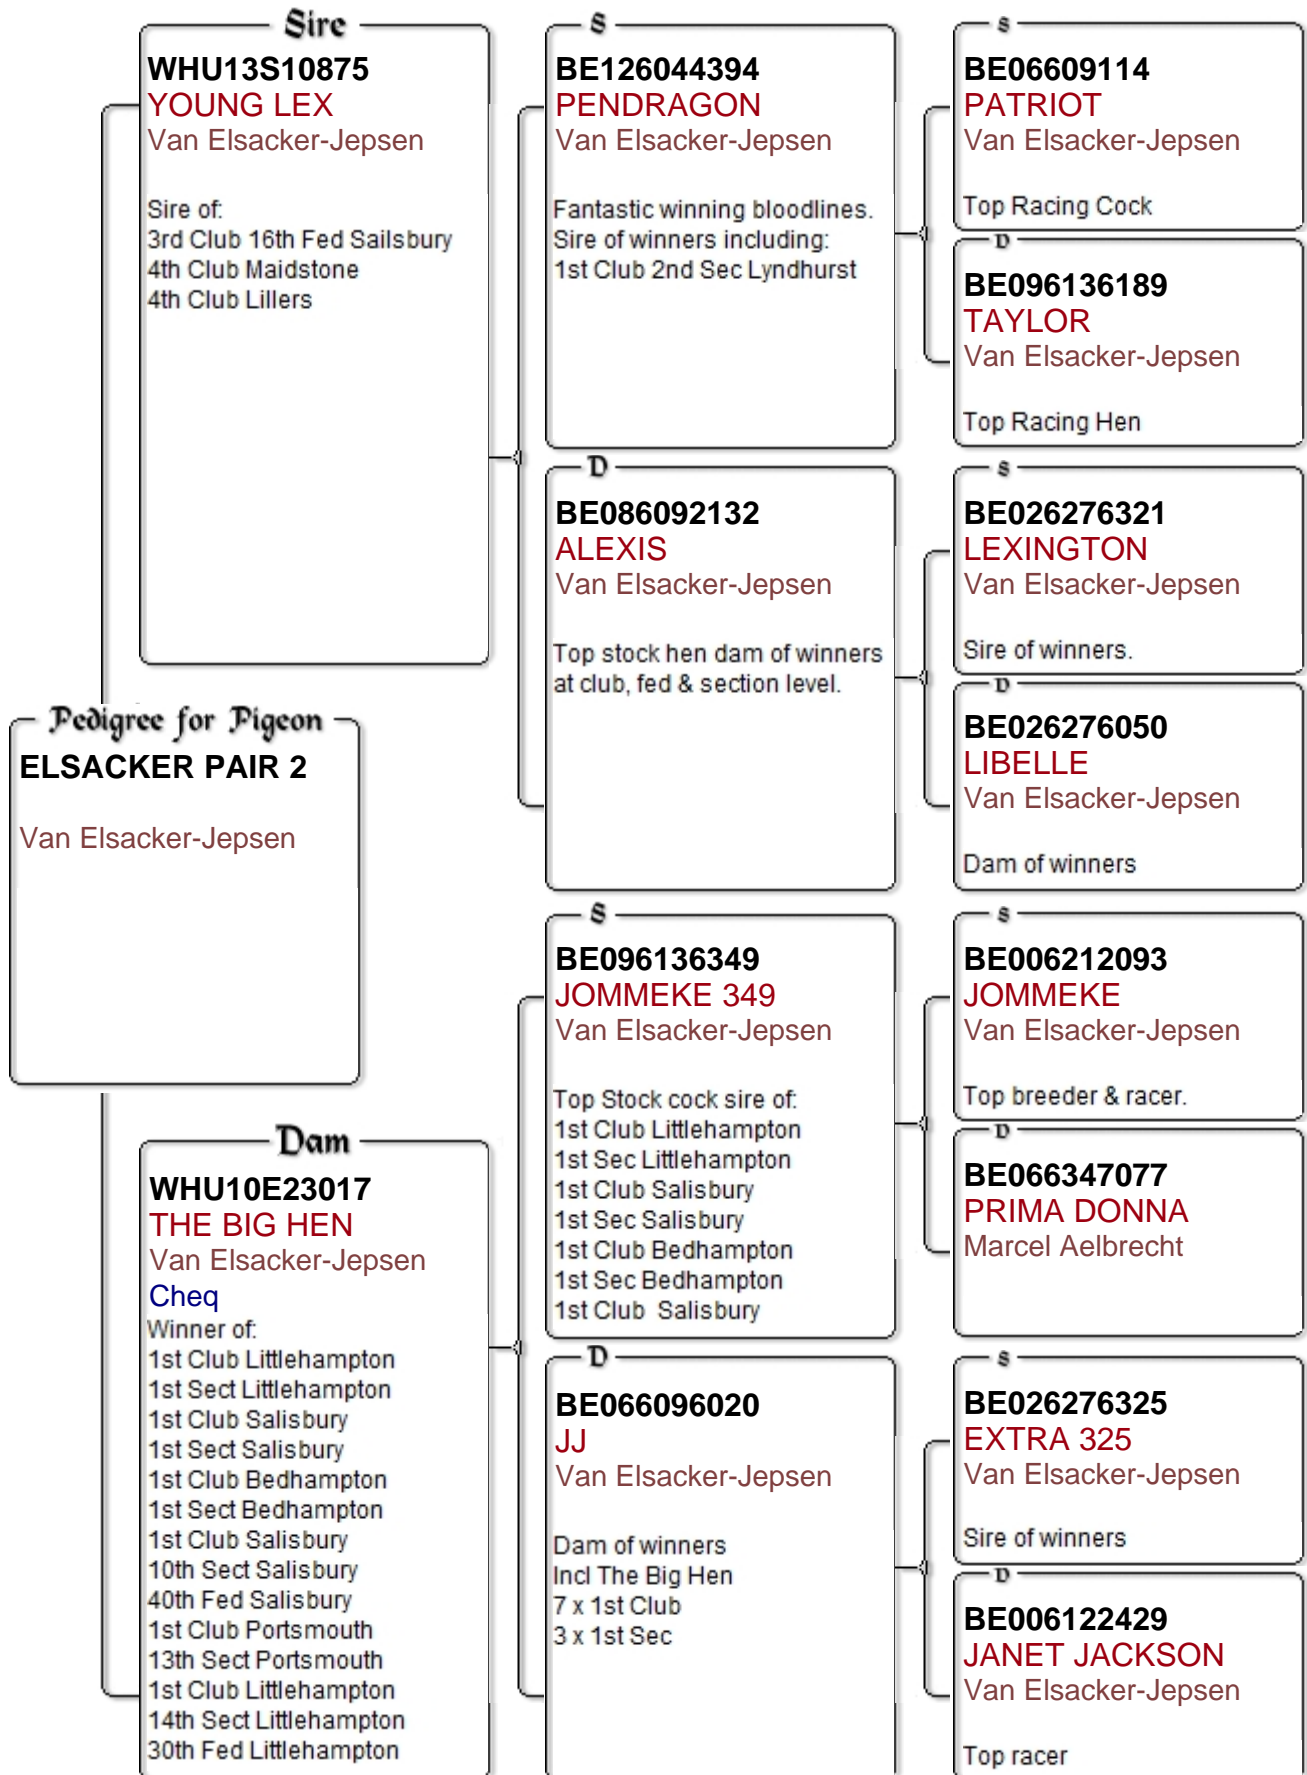 Sire
WHU13S10875
YOUNG LEX
Van Elsacker-Jepsen
Sire of:
3rd Club 16th Fed Sailsbury
4th Club Maidstone
4th Club Lillers
S
BE126044394
PENDRAGON
Van Elsacker-Jepsen
Fantastic winning bloodlines.
Sire of winners including:
1st Club 2nd Sec Lyndhurst
S
BE06609114
PATRIOT
Van Elsacker-Jepsen
Top Racing Cock
D
BE096136189
TAYLOR
Van Elsacker-Jepsen
Top Racing Hen
D
BE086092132
ALEXIS
Van Elsacker-Jepsen
Top stock hen dam of winners
at club, fed & section level.
S
BE026276321
LEXINGTON
Van Elsacker-Jepsen
Sire of winners.
D
BE026276050
LIBELLE
Van Elsacker-Jepsen
Dam of winners
Pedigree for Pigeon
ELSACKER PAIR 2
Van Elsacker-Jepsen
Dam
WHU10E23017
THE BIG HEN
Van Elsacker-Jepsen
Cheq
Winner of:
1st Club Littlehampton
1st Sect Littlehampton
1st Club Salisbury
1st Sect Salisbury
1st Club Bedhampton
1st Sect Bedhampton
1st Club Salisbury
10th Sect Salisbury
40th Fed Salisbury
1st Club Portsmouth
13th Sect Portsmouth
1st Club Littlehampton
14th Sect Littlehampton
30th Fed Littlehampton
S
BE096136349
JOMMEKE 349
Van Elsacker-Jepsen
Top Stock cock sire of:
1st Club Littlehampton
1st Sec Littlehampton
1st Club Salisbury
1st Sec Salisbury
1st Club Bedhampton
1st Sec Bedhampton
1st Club  Salisbury
S
BE006212093
JOMMEKE
Van Elsacker-Jepsen
Top breeder & racer.
D
BE066347077
PRIMA DONNA
Marcel Aelbrecht
D
BE066096020
JJ
Van Elsacker-Jepsen
Dam of winners
Incl The Big Hen
7 x 1st Club
3 x 1st Sec
S
BE026276325
EXTRA 325
Van Elsacker-Jepsen
Sire of winners
D
BE006122429
JANET JACKSON
Van Elsacker-Jepsen
Top racer